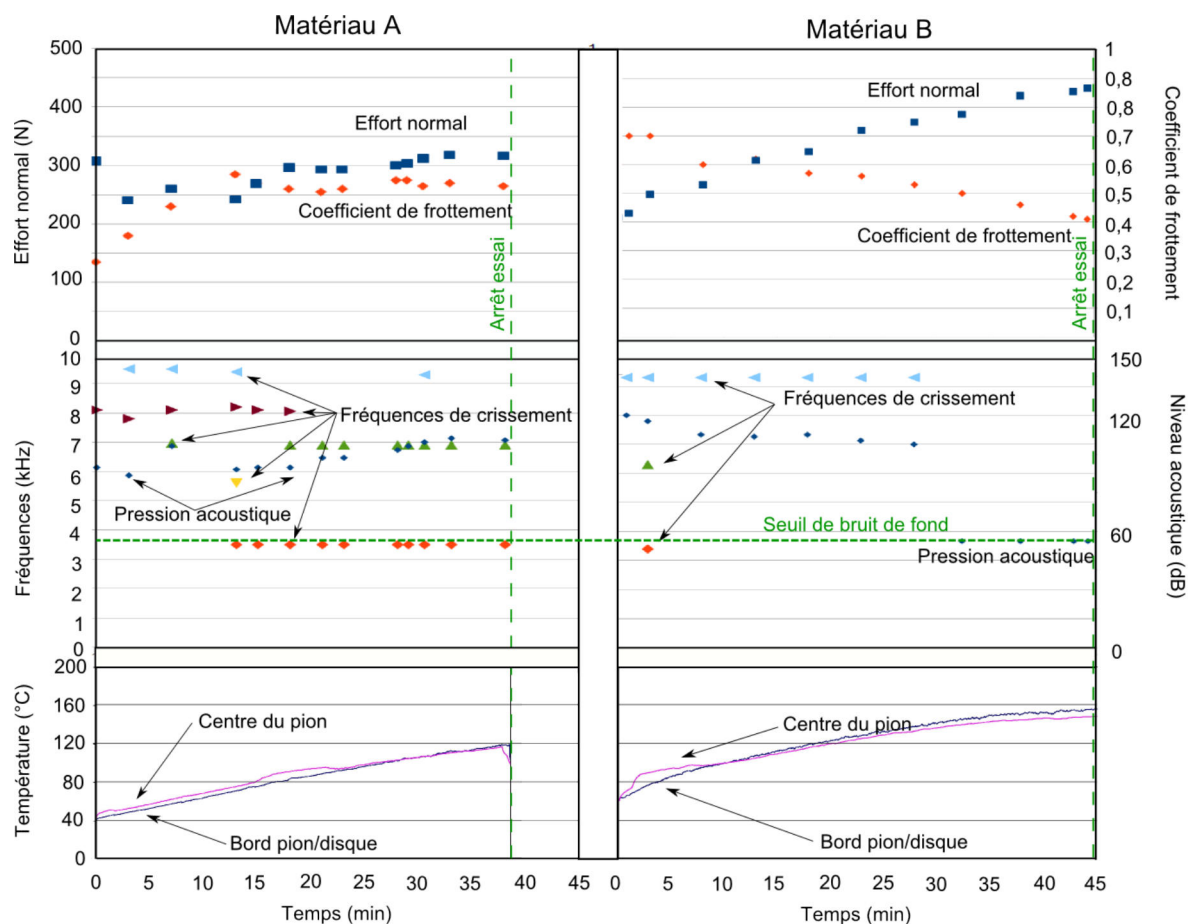 Matériau A
Matériau B
500
400
300
200
100
0
Effort normal (N)
Effort normal
Coefficient de frottement
Arrêt essai
1
Effort normal
Coefficient de frottement
Arrêt essai
1
0,8
0,8
0,7
0,6
0,5
0,4
0,3
0,2
0,1
Coefficient de
frottement
10
9
8
7
6
5
4
3
2
1
0
Fréquences (kHz)
Fréquences de crissement
Pression acoustique
Fréquences de crissement
Seuil de bruit de fond
Pression acoustique
150
120
60
0
Niveau acoustique
(dB)
200
160
120
80
40
0
Température (°C)
Centre du pion
Bord pion/disque
Centre du pion
Bord pion/disque
0 5 10 15 20 25 30 35 40 45
Temps (min)
0 5 10 15 20 25 30 35 40 45
Temps (min)